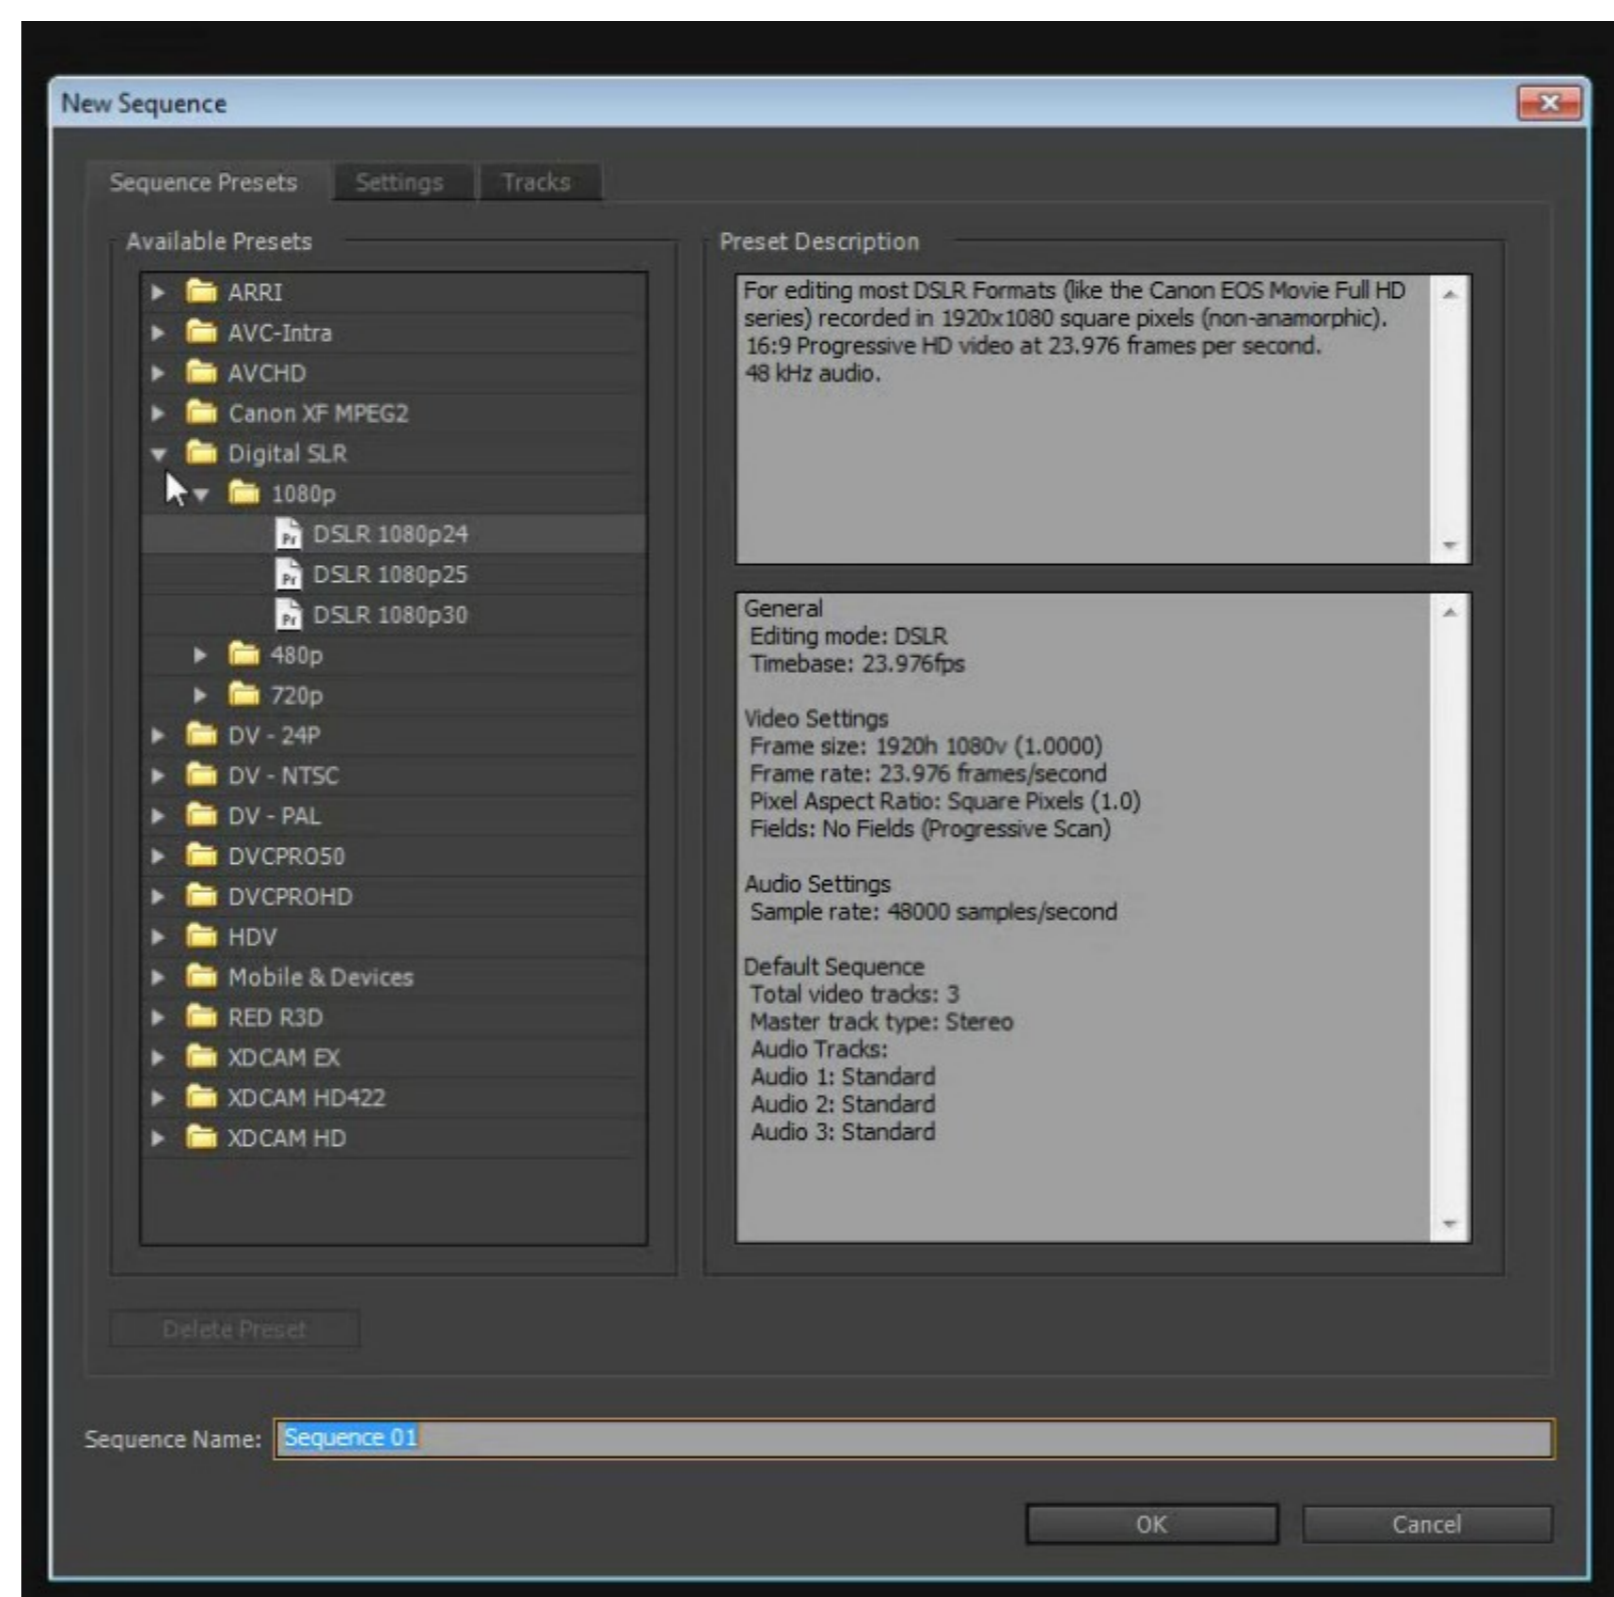 New Sequence
Sequence Presets
Settings
Tracks
Available Presets
ARRI
AVC-Intra
AVCHD
Canon XF MPEG2
Digital SLR
1080p
Pr DSLR 1080p24
Pr DSLR 1080p25
Pr DSLR 1080p30
480p
720p
DV - 24P
DV - NTSC
DV - PAL
DVCPRO50
DVCPROHD
HDV
Mobile & Devices
RED R3D
XDCAM EX
XDCAM HD422
XDCAM HD
Preset Description
For editing most DSLR Formats (like the Canon EOS Movie Full HD
series) recorded in 1920x1080 square pixels (non-anamorphic).
16:9 Progressive HD video at 23.976 frames per second.
48 kHz audio.
General
Editing mode: DSLR
Timebase: 23.976fps
Video Settings
Frame size: 1920h 1080v (1.0000)
Frame rate: 23.976 frames/second
Pixel Aspect Ratio: Square Pixels (1.0)
Fields: No Fields (Progressive Scan)
Audio Settings
Sample rate: 48000 samples/second
Default Sequence
Total video tracks: 3
Master track type: Stereo
Audio Tracks:
Audio 1: Standard
Audio 2: Standard
Audio 3: Standard
Delete Preset
Sequence Name: Sequence 01
OK
Cancel